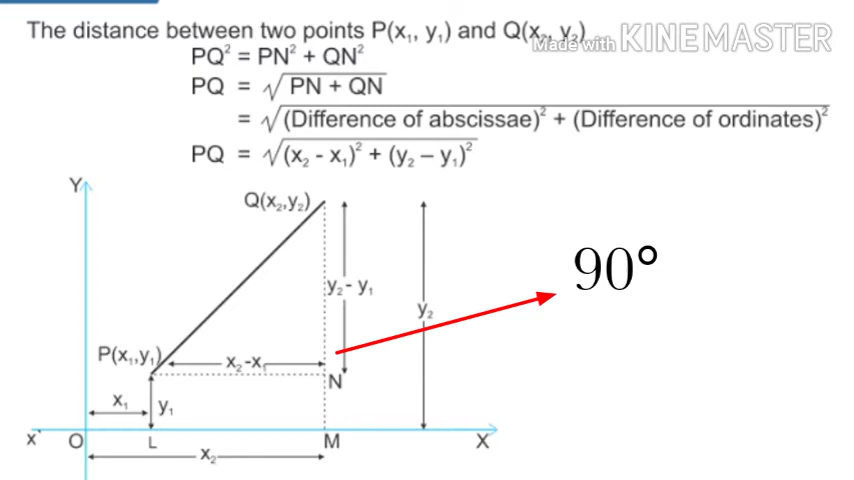 The distance between two points P(x₁, y₁) and Q(x₂, y₂)
Made with KINEMASTER
PQ² = PN² + QN²
PQ = √PN + QN
= √(Difference of abscissae)² + (Difference of ordinates)²
PQ = √(x₂ - x₁)² + (y₂ – y₁)²
Y
Q(x₂,y₂)
90°
y₂- y₁
y₂
P(x₁,y₁)
x₂-x₁
N
x₁
y₁
x'
O
L
M
X
x₂